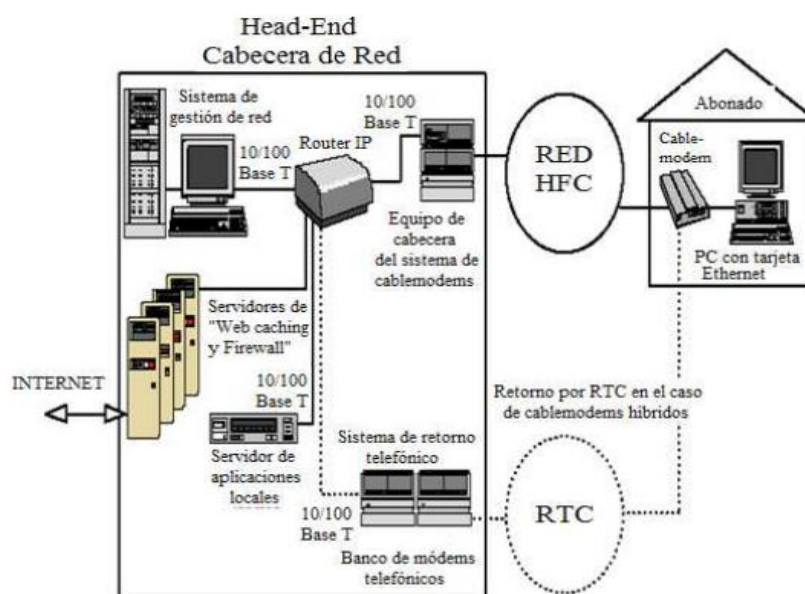 Head-End
Cabecera de Red
Sistema de
gestión de red
10/100
Base T
Router IP
10/100
Base T
Equipo de
cabecera
del sistema de
cablemodems
RED
HFC
Abonado
Cable-
modem
PC con tarjeta
Ethernet
Servidores de
"Web caching
y Firewall"
INTERNET
10/100
Base T
Servidor de
aplicaciones
locales
Retorno por RTC en el caso
de cablemodems hibridos
Sistema de retorno
telefónico
10/100
Base T
Banco de módems
telefónicos
RTC